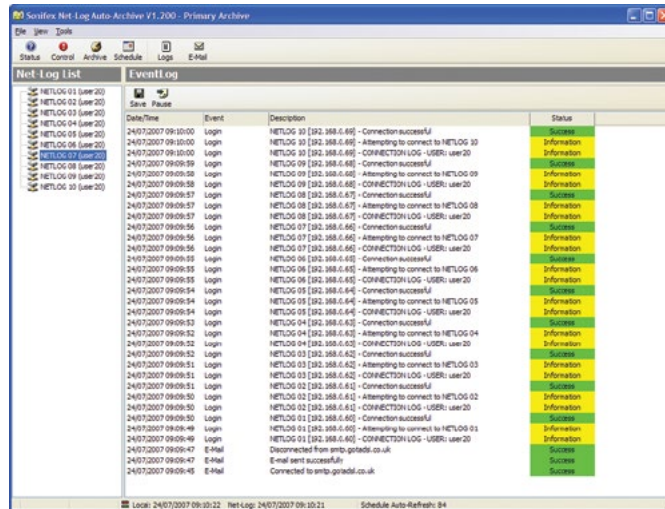 Sonifex Net-Log Auto-Archive V1.200 - Primary Archive
File View Tools
Status Control Archive Schedule Logs E-Mail
Net-Log List
EventLog
NETLOG 01 (user20)
NETLOG 02 (user20)
NETLOG 03 (user20)
NETLOG 04 (user20)
NETLOG 05 (user20)
NETLOG 06 (user20)
NETLOG 07 (user20)
NETLOG 08 (user20)
NETLOG 09 (user20)
NETLOG 10 (user20)
Save Pause
Date/Time Event Description Status
24/07/2007 09:10:00 Login NETLOG 10 [192.168.0.69] - Connection successful Success
24/07/2007 09:10:00 Login NETLOG 10 [192.168.0.69] - Attempting to connect to NETLOG 10 Information
24/07/2007 09:10:00 Login NETLOG 10 [192.168.0.69] - CONNECTION LOG - USER: user20 Information
24/07/2007 09:09:59 Login NETLOG 09 [192.168.0.68] - Connection successful Success
24/07/2007 09:09:58 Login NETLOG 09 [192.168.0.68] - Attempting to connect to NETLOG 09 Information
24/07/2007 09:09:58 Login NETLOG 09 [192.168.0.68] - CONNECTION LOG - USER: user20 Information
24/07/2007 09:09:57 Login NETLOG 08 [192.168.0.67] - Connection successful Success
24/07/2007 09:09:57 Login NETLOG 08 [192.168.0.67] - Attempting to connect to NETLOG 08 Information
24/07/2007 09:09:57 Login NETLOG 08 [192.168.0.67] - CONNECTION LOG - USER: user20 Information
24/07/2007 09:09:56 Login NETLOG 07 [192.168.0.66] - Connection successful Success
24/07/2007 09:09:56 Login NETLOG 07 [192.168.0.66] - Attempting to connect to NETLOG 07 Information
24/07/2007 09:09:56 Login NETLOG 07 [192.168.0.66] - CONNECTION LOG - USER: user20 Information
24/07/2007 09:09:55 Login NETLOG 06 [192.168.0.65] - Connection successful Success
24/07/2007 09:09:55 Login NETLOG 06 [192.168.0.65] - Attempting to connect to NETLOG 06 Information
24/07/2007 09:09:55 Login NETLOG 06 [192.168.0.65] - CONNECTION LOG - USER: user20 Information
24/07/2007 09:09:54 Login NETLOG 05 [192.168.0.64] - Connection successful Success
24/07/2007 09:09:54 Login NETLOG 05 [192.168.0.64] - Attempting to connect to NETLOG 05 Information
24/07/2007 09:09:54 Login NETLOG 05 [192.168.0.64] - CONNECTION LOG - USER: user20 Information
24/07/2007 09:09:53 Login NETLOG 04 [192.168.0.63] - Connection successful Success
24/07/2007 09:09:52 Login NETLOG 04 [192.168.0.63] - Attempting to connect to NETLOG 04 Information
24/07/2007 09:09:52 Login NETLOG 04 [192.168.0.63] - CONNECTION LOG - USER: user20 Information
24/07/2007 09:09:52 Login NETLOG 03 [192.168.0.62] - Connection successful Success
24/07/2007 09:09:51 Login NETLOG 03 [192.168.0.62] - Attempting to connect to NETLOG 03 Information
24/07/2007 09:09:51 Login NETLOG 03 [192.168.0.62] - CONNECTION LOG - USER: user20 Information
24/07/2007 09:09:51 Login NETLOG 02 [192.168.0.61] - Connection successful Success
24/07/2007 09:09:50 Login NETLOG 02 [192.168.0.61] - Attempting to connect to NETLOG 02 Information
24/07/2007 09:09:50 Login NETLOG 02 [192.168.0.61] - CONNECTION LOG - USER: user20 Information
24/07/2007 09:09:50 Login NETLOG 01 [192.168.0.60] - Connection successful Success
24/07/2007 09:09:49 Login NETLOG 01 [192.168.0.60] - Attempting to connect to NETLOG 01 Information
24/07/2007 09:09:49 Login NETLOG 01 [192.168.0.60] - CONNECTION LOG - USER: user20 Information
24/07/2007 09:09:47 E-Mail Disconnected from smtp.gotadsl.co.uk Success
24/07/2007 09:09:47 E-Mail E-mail sent successfully Success
24/07/2007 09:09:45 E-Mail Connected to smtp.gotadsl.co.uk Success
Local: 24/07/2007 09:10:22 Net-Log: 24/07/2007 09:10:21 Schedule Auto-Refresh: 84